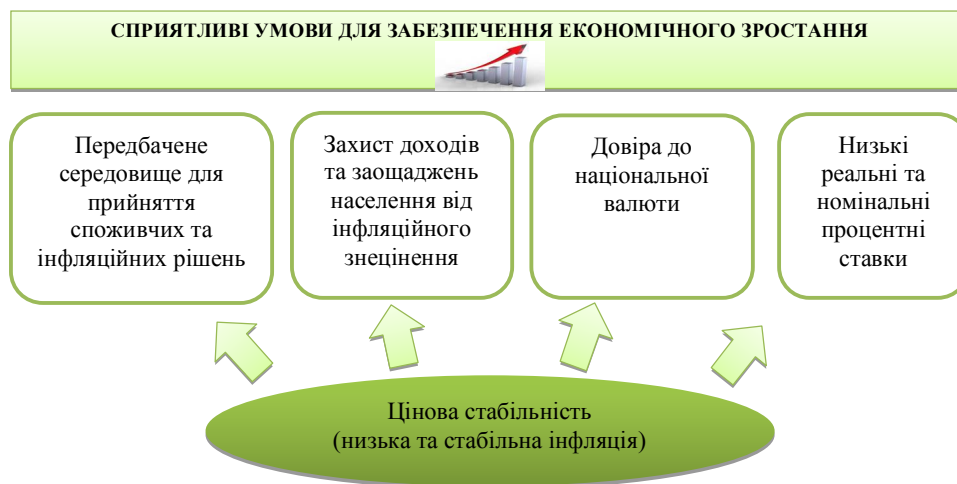 СПРИЯТЛИВІ УМОВИ ДЛЯ ЗАБЕЗПЕЧЕННЯ ЕКОНОМІЧНОГО ЗРОСТАННЯ
Передбачене
середовище для
прийняття
споживчих та
інфляційних рішень
Захист доходів
та заощаджень
населення від
інфляційного
знецінення
Довіра до
національної
валюти
Низькі
реальні та
номінальні
процентні
ставки
Цінова стабільність
(низька та стабільна інфляція)